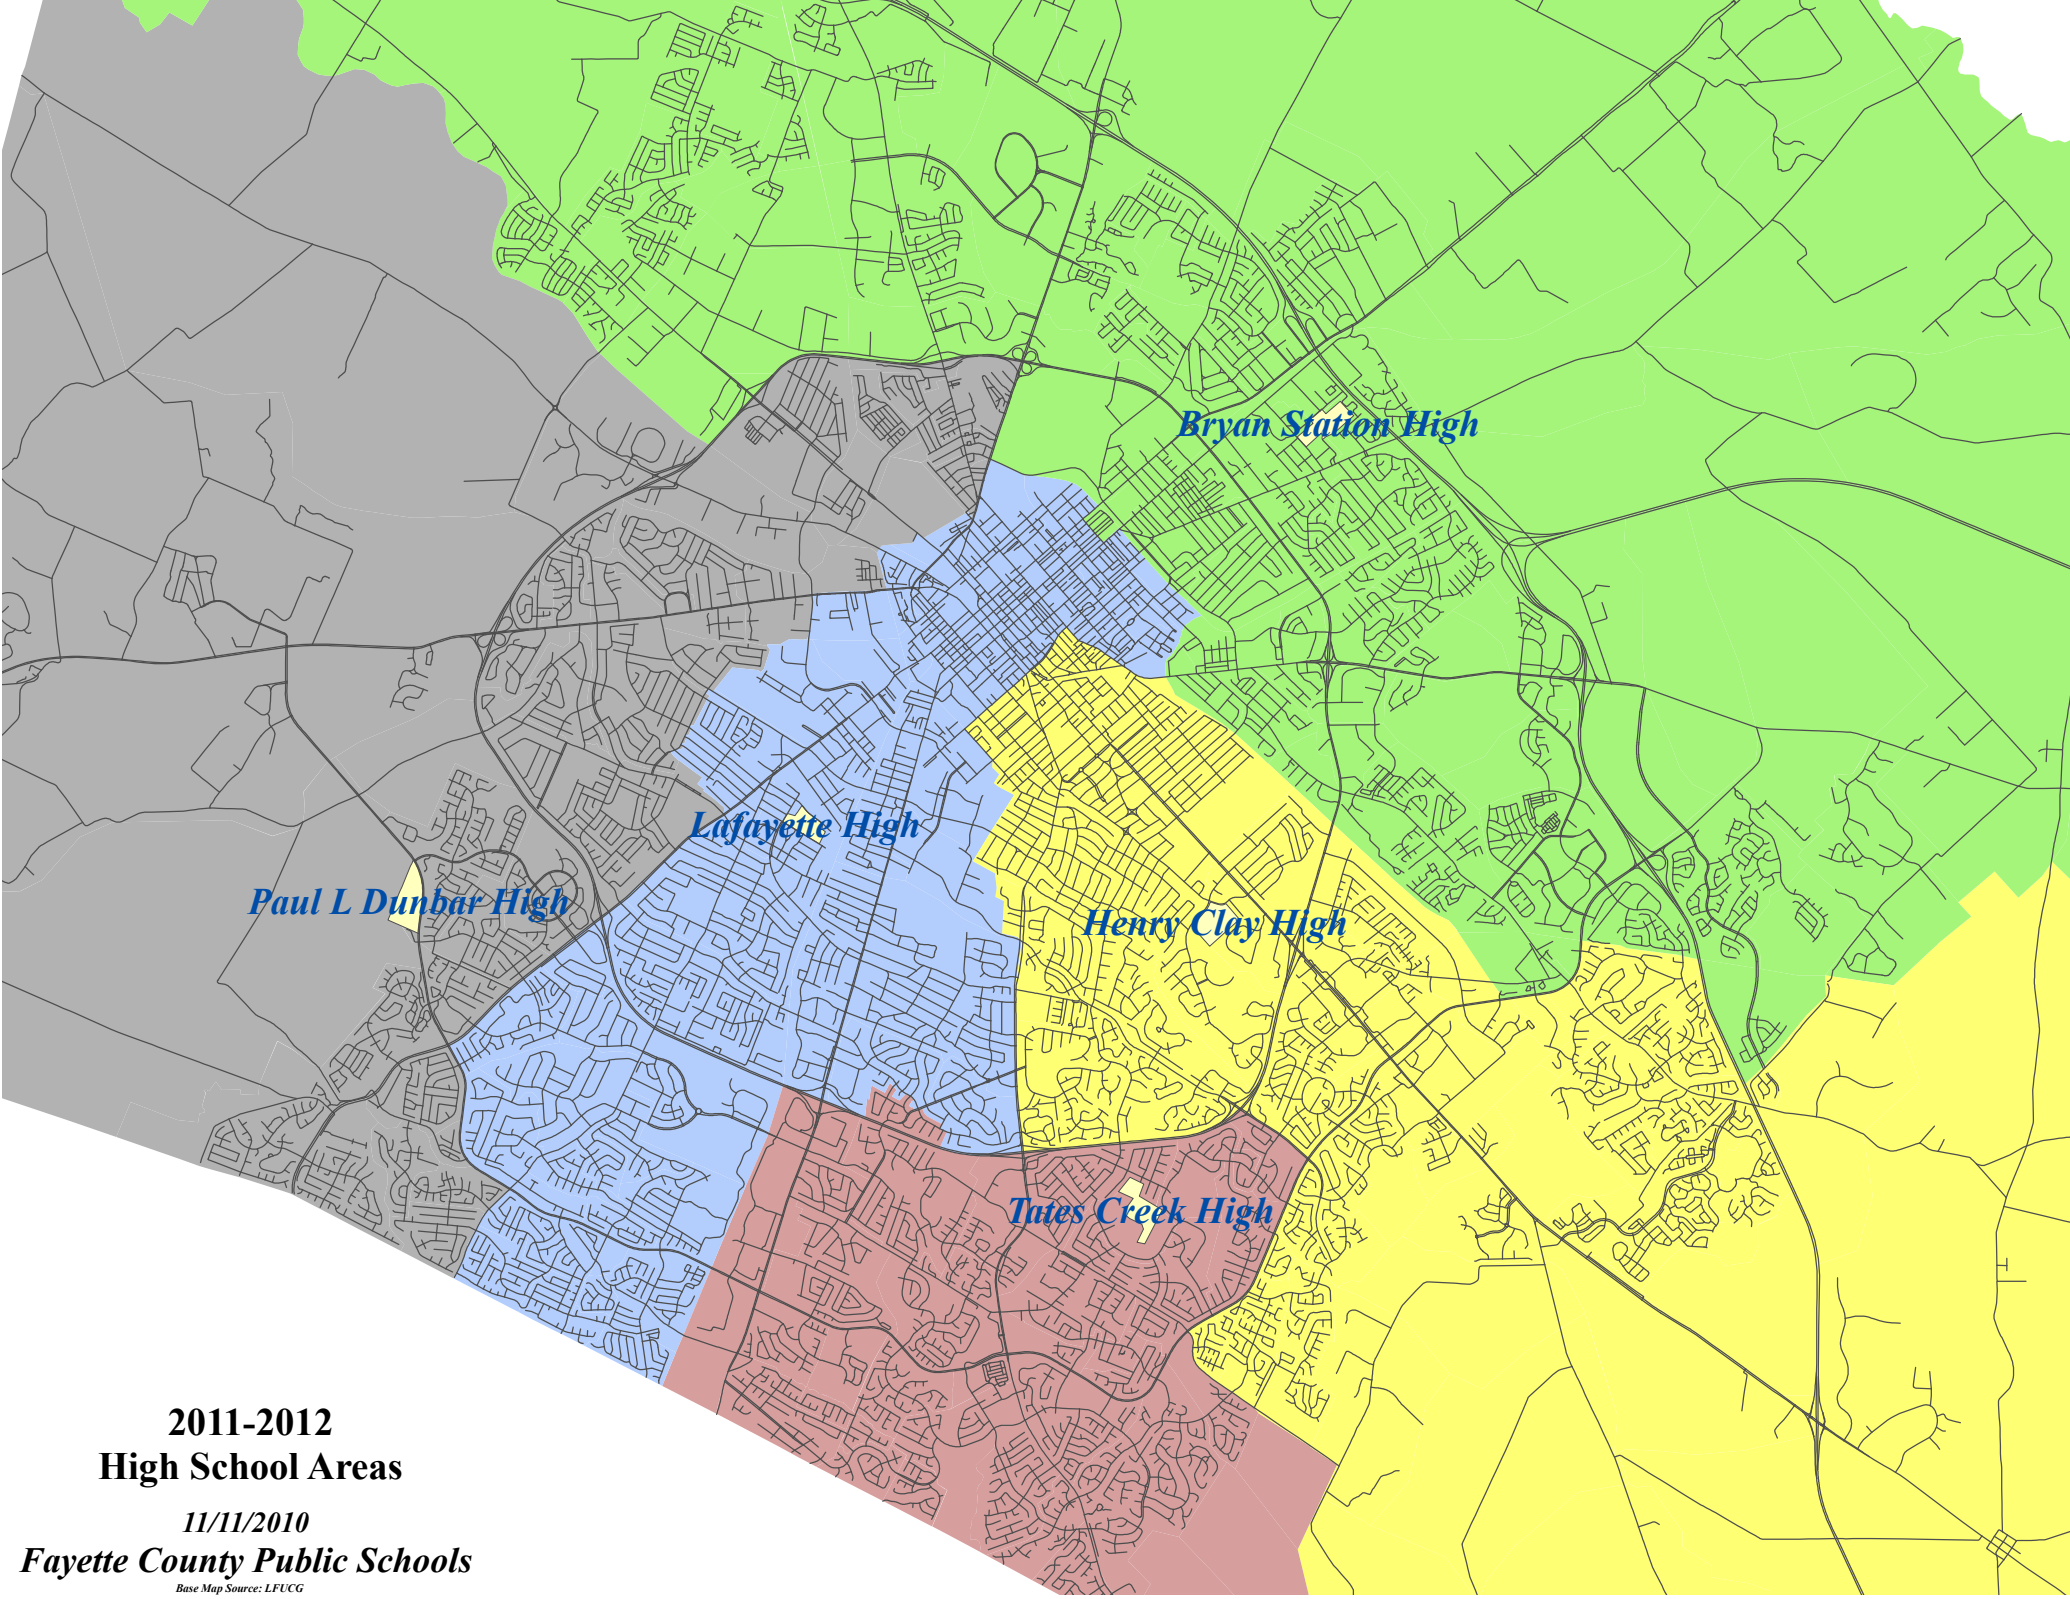 Bryan Station High
Lafayette High
Paul L Dunbar High
Henry Clay High
Tates Creek High
2011-2012
High School Areas
11/11/2010
Fayette County Public Schools
Base Map Source: LFUCG